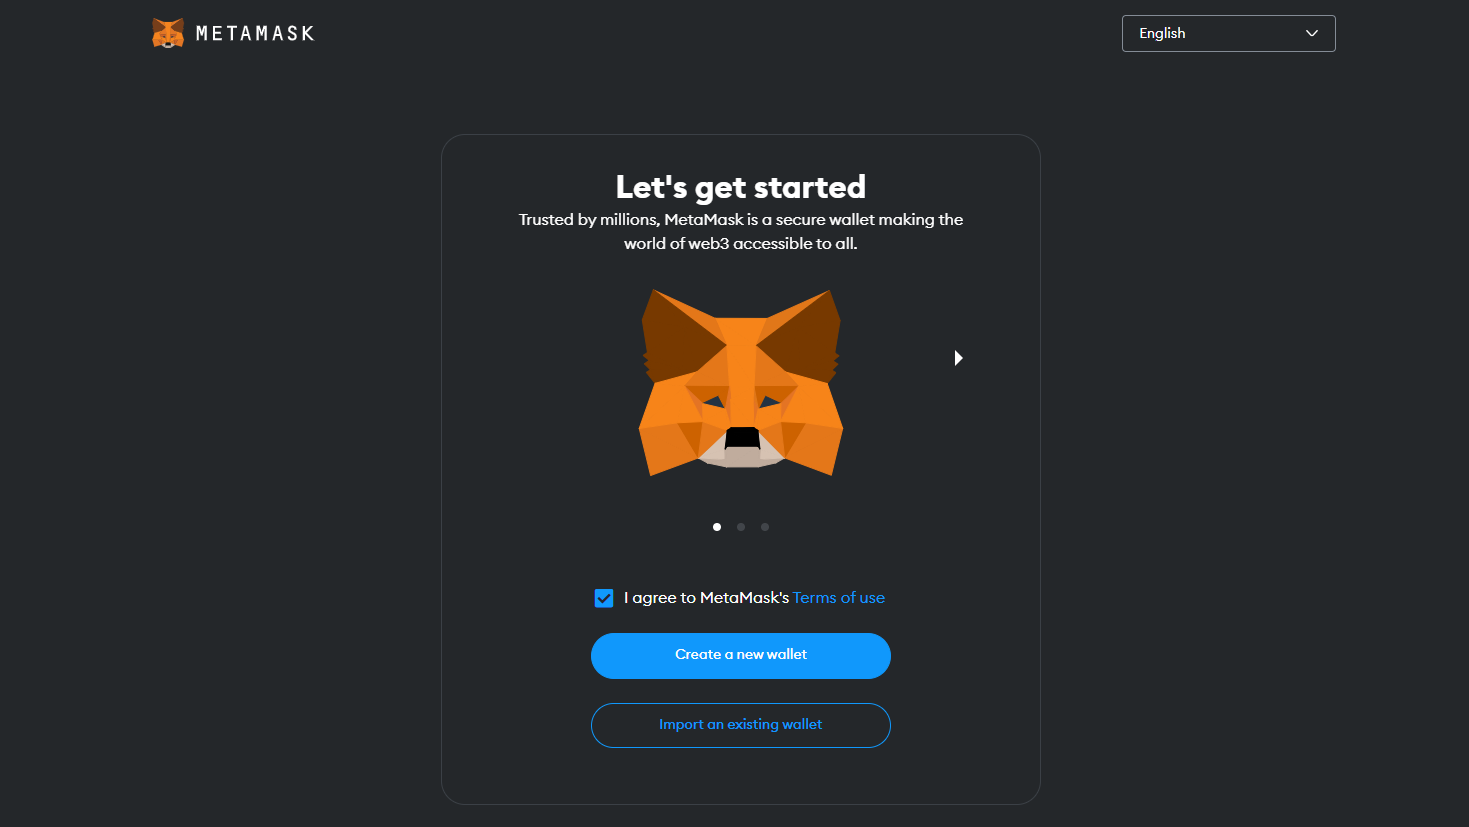 METAMASK
English
Let's get started
Trusted by millions, MetaMask is a secure wallet making the
world of web3 accessible to all.
I agree to MetaMask's Terms of use
Create a new wallet
Import an existing wallet